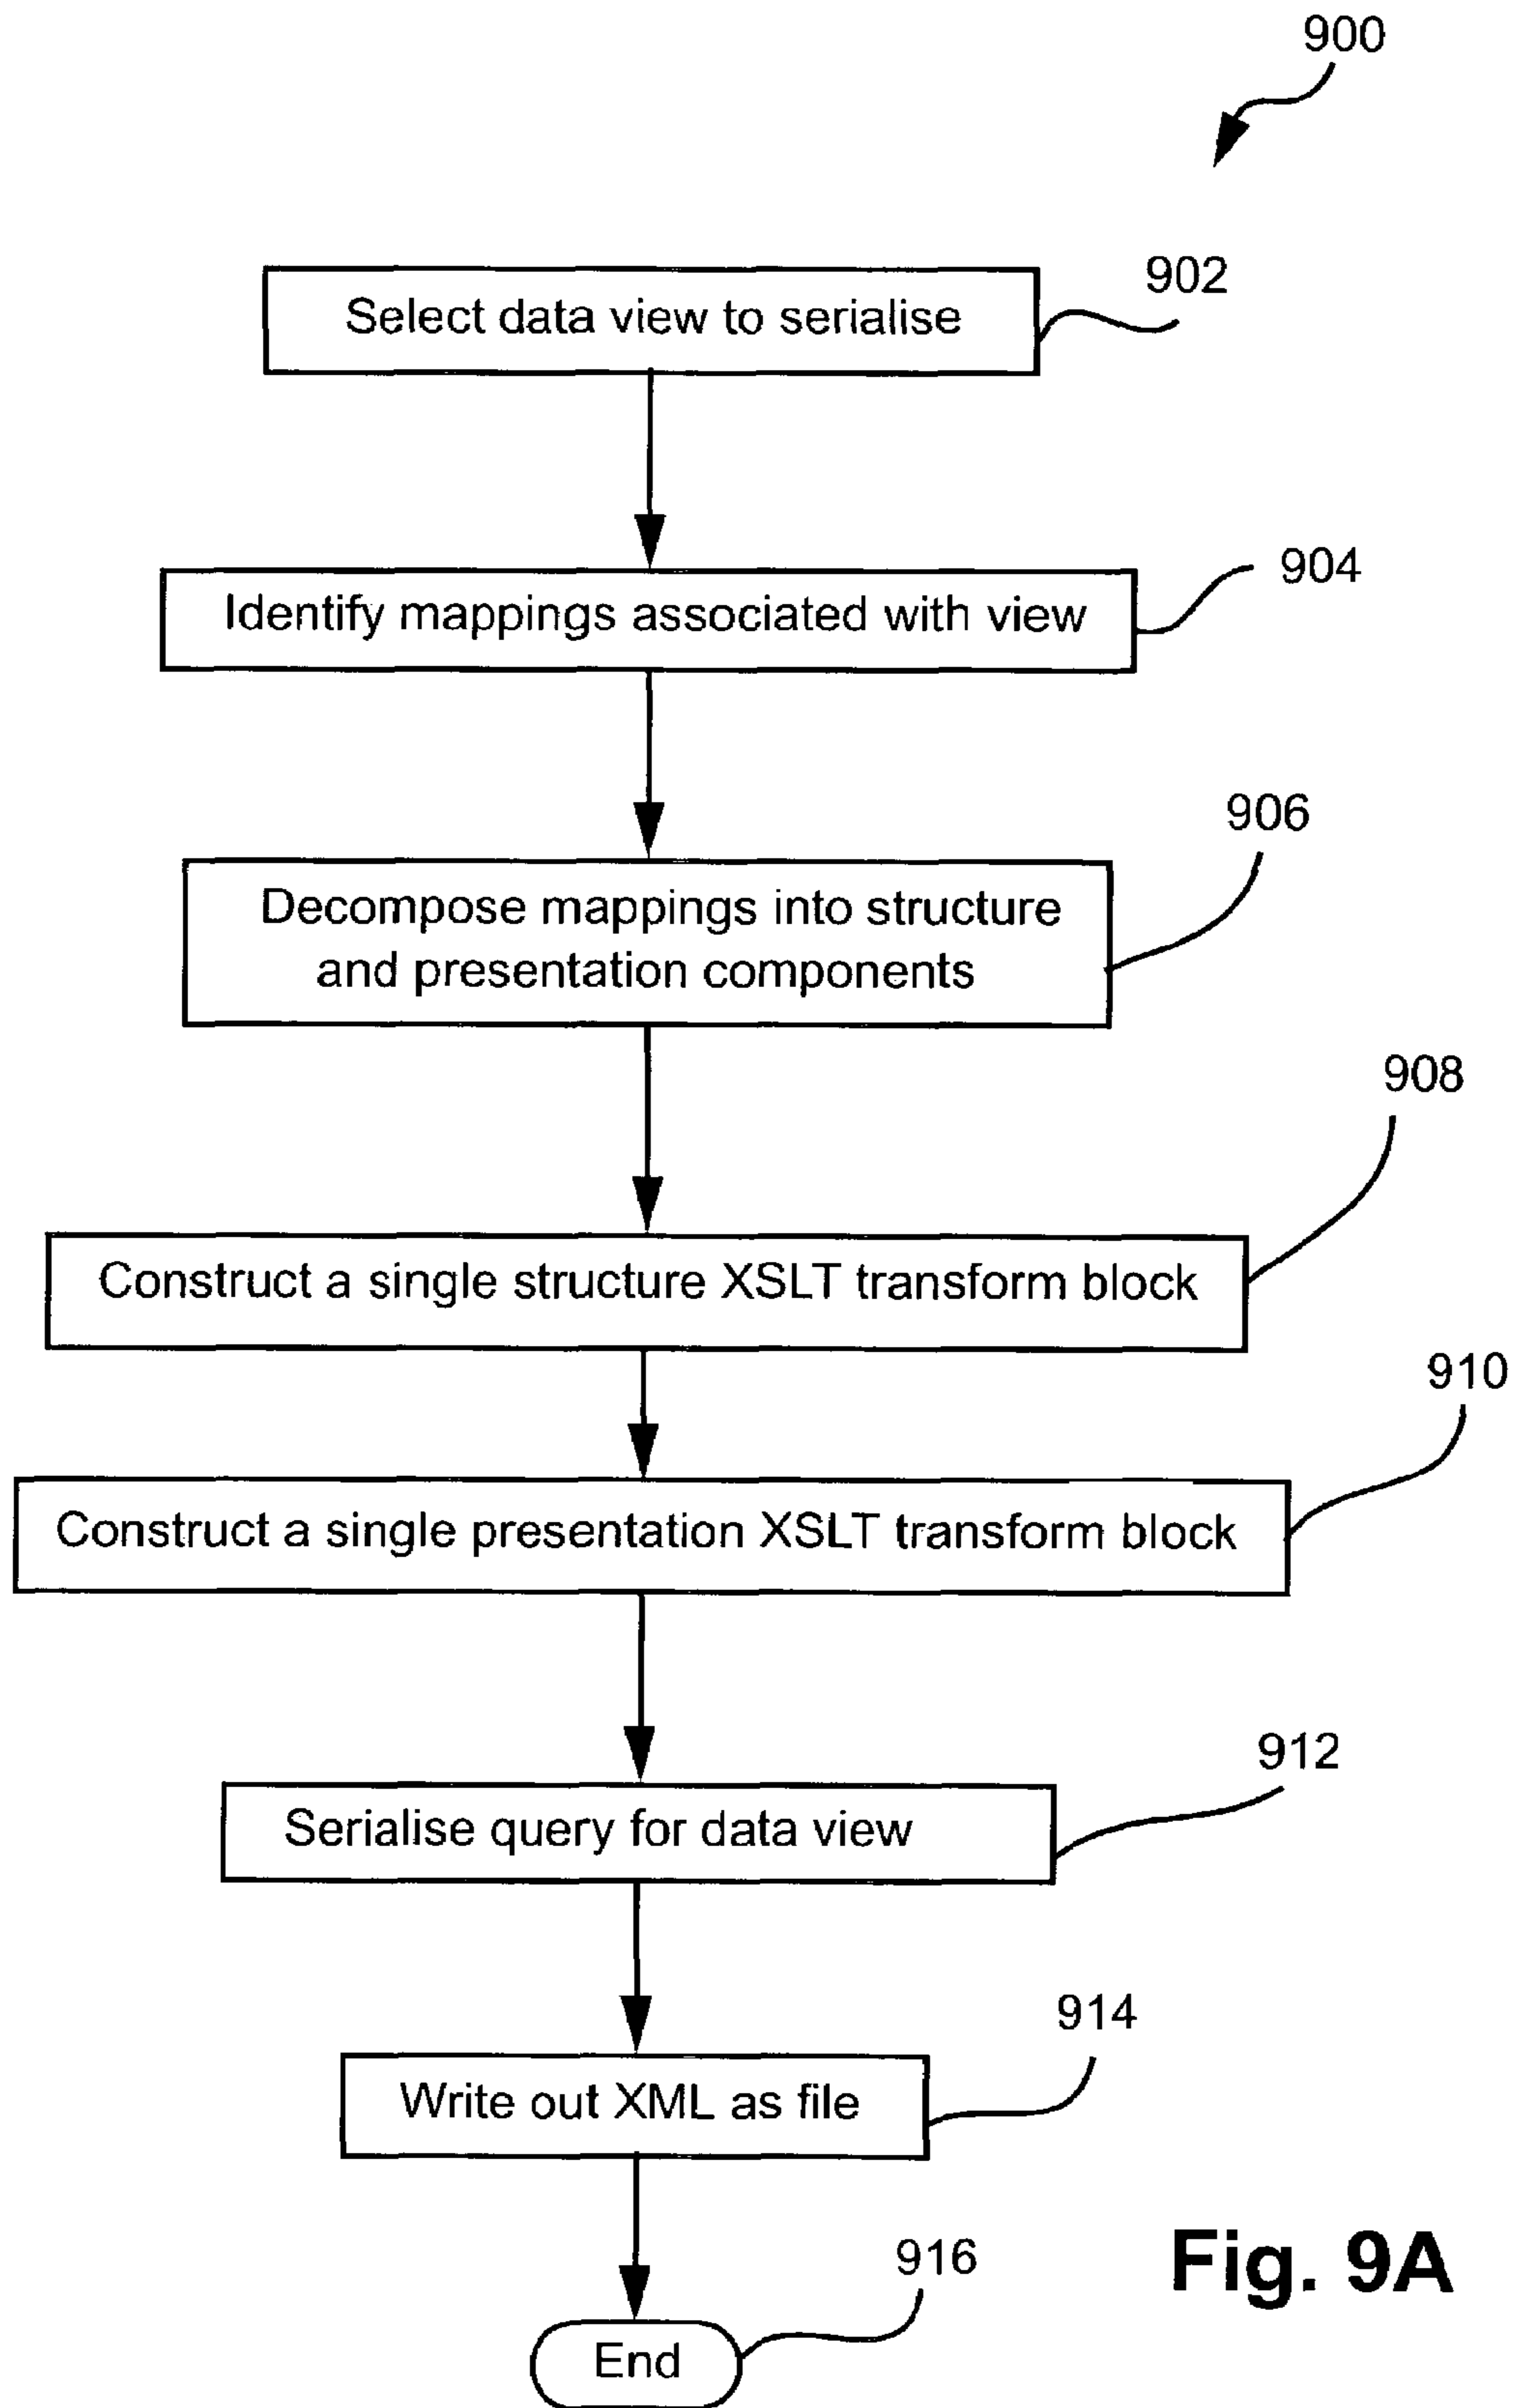 900
902
Select data view to serialise
904
Identify mappings associated with view
906
Decompose mappings into structure
and presentation components
908
Construct a single structure XSLT transform block
910
Construct a single presentation XSLT transform block
912
Serialise query for data view
914
Write out XML as file
916
End
Fig. 9A